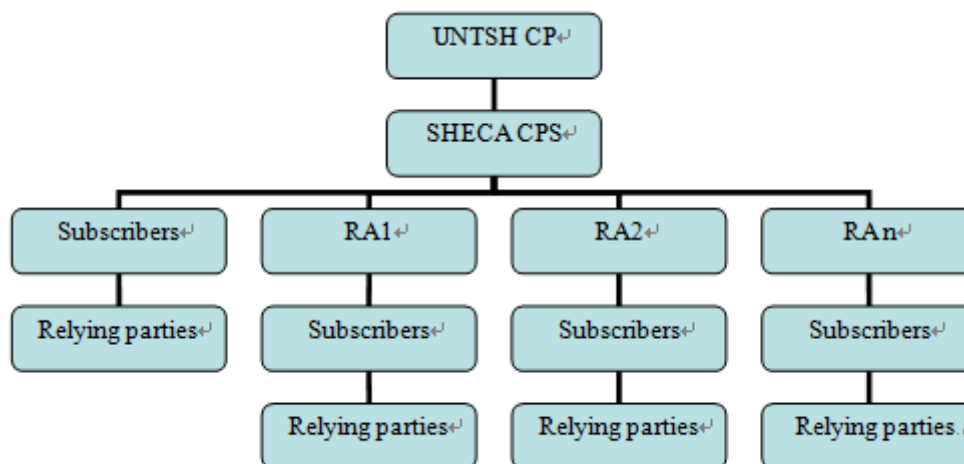 UNTSH CP↵
SHECA CPS↵
Subscribers↵ RA1↵ RA2↵ RAn↵
Relying parties↵ Subscribers↵ Subscribers↵ Subscribers↵
Relying parties↵ Relying parties↵ Relying parties.